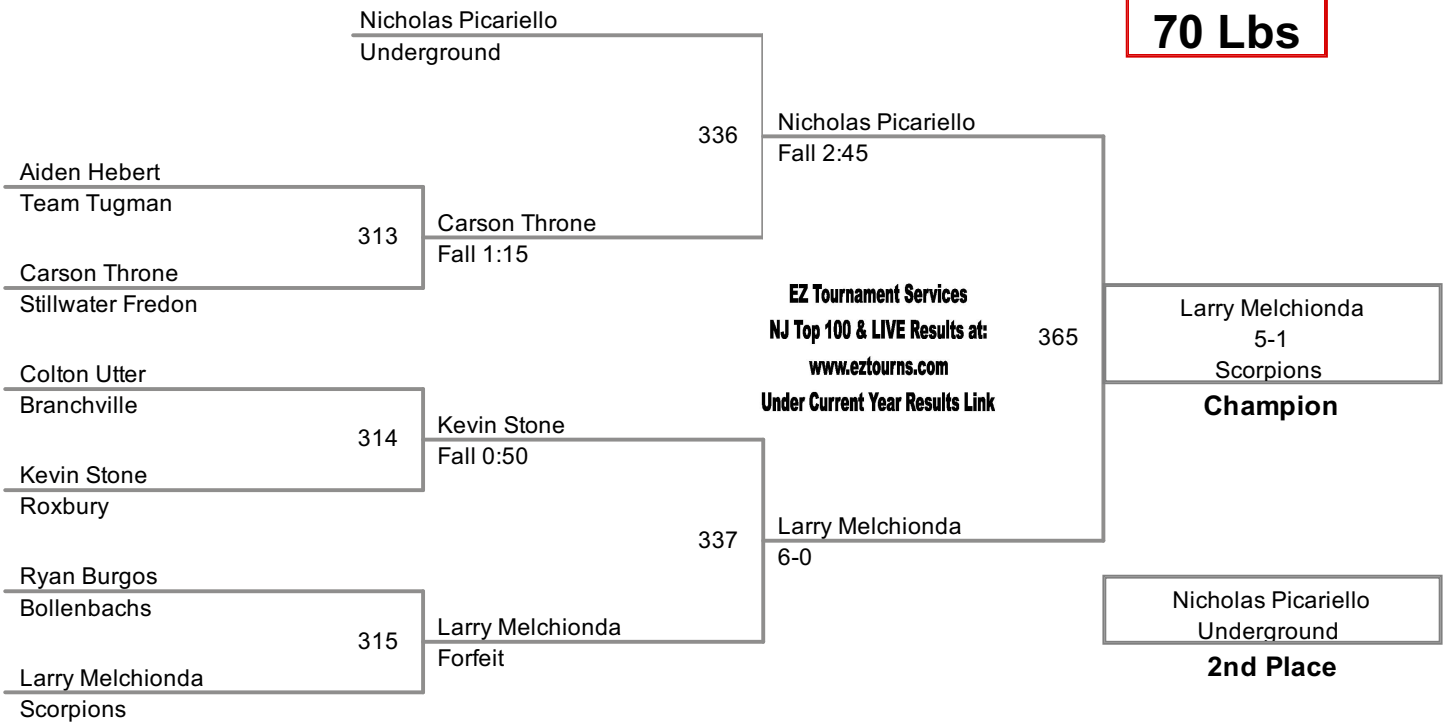 70 Lbs
Nicholas Picariello
Underground
336
Nicholas Picariello
Fall 2:45
Aiden Hebert
Team Tugman
313
Carson Throne
Fall 1:15
Carson Throne
Stillwater Fredon
EZ Tournament Services
NJ Top 100 & LIVE Results at:
www.eztourns.com
Under Current Year Results Link
365
Larry Melchionda
5-1
Scorpions
Champion
Colton Utter
Branchville
314
Kevin Stone
Fall 0:50
Kevin Stone
Roxbury
337
Larry Melchionda
6-0
Ryan Burgos
Bollenbachs
315
Larry Melchionda
Forfeit
Larry Melchionda
Scorpions
Nicholas Picariello
Underground
2nd Place